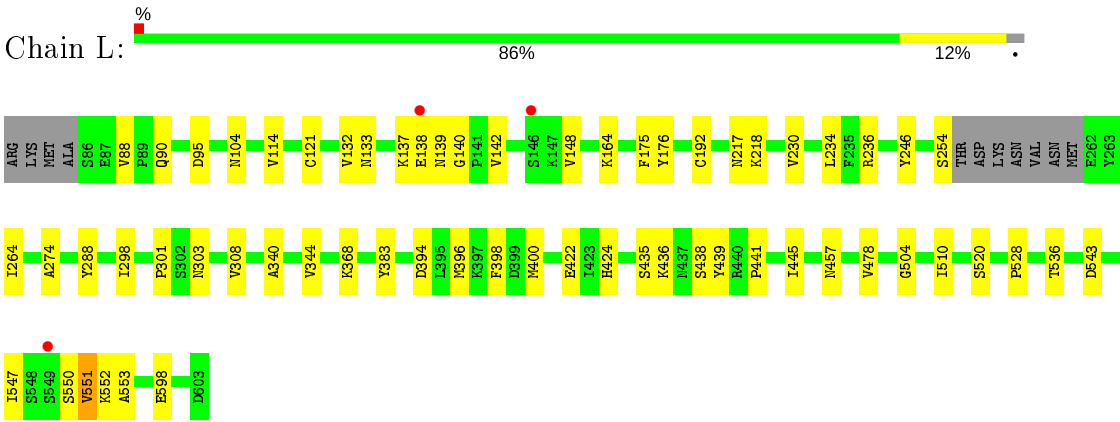 %
Chain L:
86% 12% •
ARG LYS MET ALA S86 E87 V88 P89 Q90 D95 N104 V114 C121 V132 N133 K137 E138 N139 G140 P141 V142 S146 K147 V148 K164 F175 Y176 C192 N217 K218 V230 L234 F235 R236 Y246 S254 THR ASP LYS ASN VAL ASN MET E262 Y263
I264 A274 Y288 I298 P301 S302 N303 V308 A340 V344 K368 Y383 D394 L395 M396 K397 F398 D399 M400 E422 I423 H424 S435 K436 N437 S438 Y439 R440 P441 I445 N457 V478 G504 I510 S520 P528 T536 D543
I547 S548 S549 S550 V551 K552 A553 E598 D603